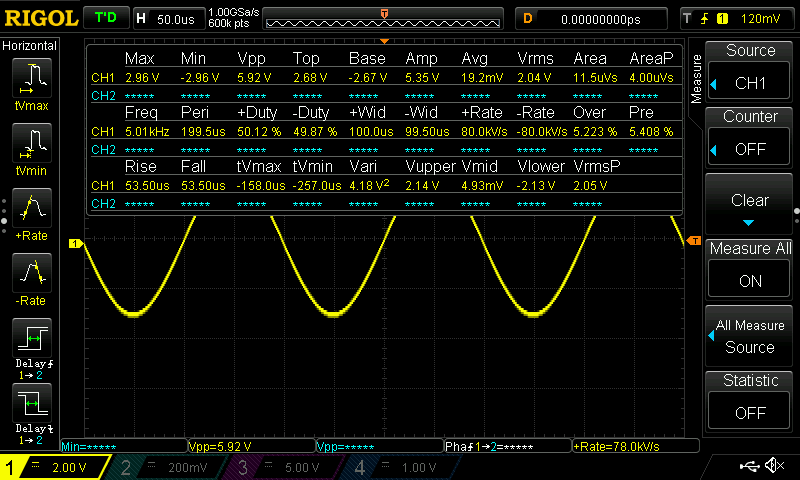 RIGOL T'D H 50.0us 1.00GSa/s 600k pts D 0.00000000ps T 1 120mV
Horizontal
tVmax
tVmin
+Rate
-Rate
Delay
1→2
Delay
1→2
Max Min Vpp Top Base Amp Avg Vrms Area AreaP
CH1 2.96 V -2.96 V 5.92 V 2.68 V -2.67 V 5.35 V 19.2mV 2.04 V 11.5uVs 4.00uVs
CH2 ***** ***** ***** ***** ***** ***** ***** ***** ***** *****
Freq Peri +Duty -Duty +Wid -Wid +Rate -Rate Over Pre
CH1 5.01kHz 199.5us 50.12 % 49.87 % 100.0us 99.50us 80.0kV/s -80.0kV/s 5.223 % 5.408 %
CH2 ***** ***** ***** ***** ***** ***** ***** ***** ***** *****
Rise Fall tVmax tVmin Vari Vupper Vmid Vlower VrmsP
CH1 53.50us 53.50us -158.0us -257.0us 4.18 V² 2.14 V 4.93mV -2.13 V 2.05 V
CH2 ***** ***** ***** ***** ***** ***** ***** ***** *****
1
T
T
Measure
Source
CH1
Counter
OFF
Clear
Measure All
ON
All Measure
Source
Statistic
OFF
Min=***** Vpp=5.92 V Vpp=***** Pha1→2=***** +Rate=78.0kV/s
1 2.00 V 2 200mV 3 5.00 V 4 1.00 V